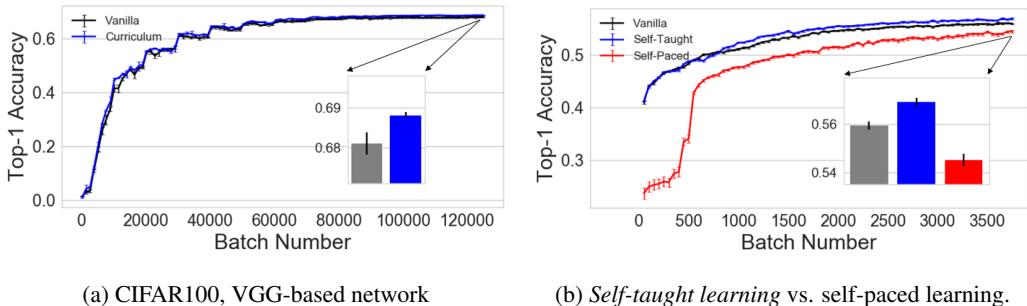 Top-1 Accuracy
0.6
0.4
0.2
0.0
Vanilla
Curriculum
0.69
0.68
0 20000 40000 60000 80000 100000 120000
Batch Number
(a) CIFAR100, VGG-based network
Top-1 Accuracy
0.5
0.4
0.3
Vanilla
Self-Taught
Self-Paced
0.56
0.54
0 500 1000 1500 2000 2500 3000 3500
Batch Number
(b) Self-taught learning vs. self-paced learning.